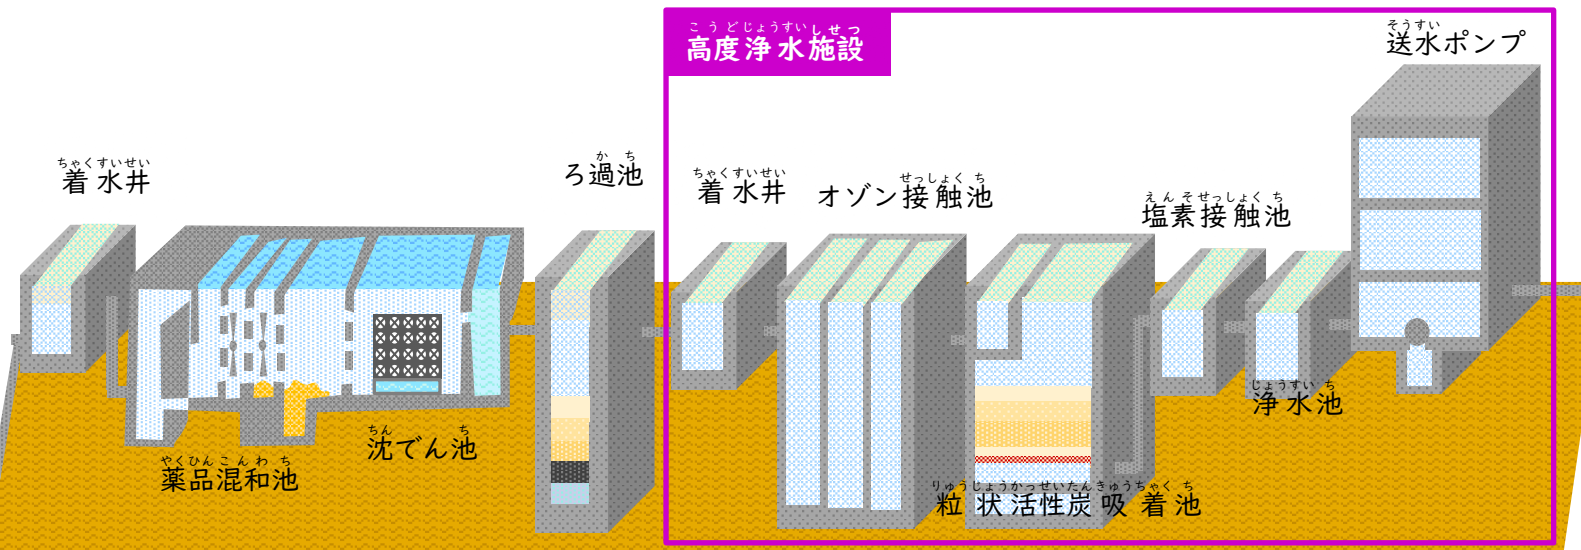 こうどじょうすいしせつ
高度浄水施設
そうすい
送水ポンプ
ちゃくすいせい
着水井
かち
ろ過池
ちゃくすいせい
着水井
せっしょくち
オゾン接触池
えんそせっしょくち
塩素接触池
じょうすいち
浄水池
ちんち
沈でん池
やくひんこんわち
薬品混和池
りゅうじょうかっせいたんきゅうちゃくち
粒状活性炭吸着池